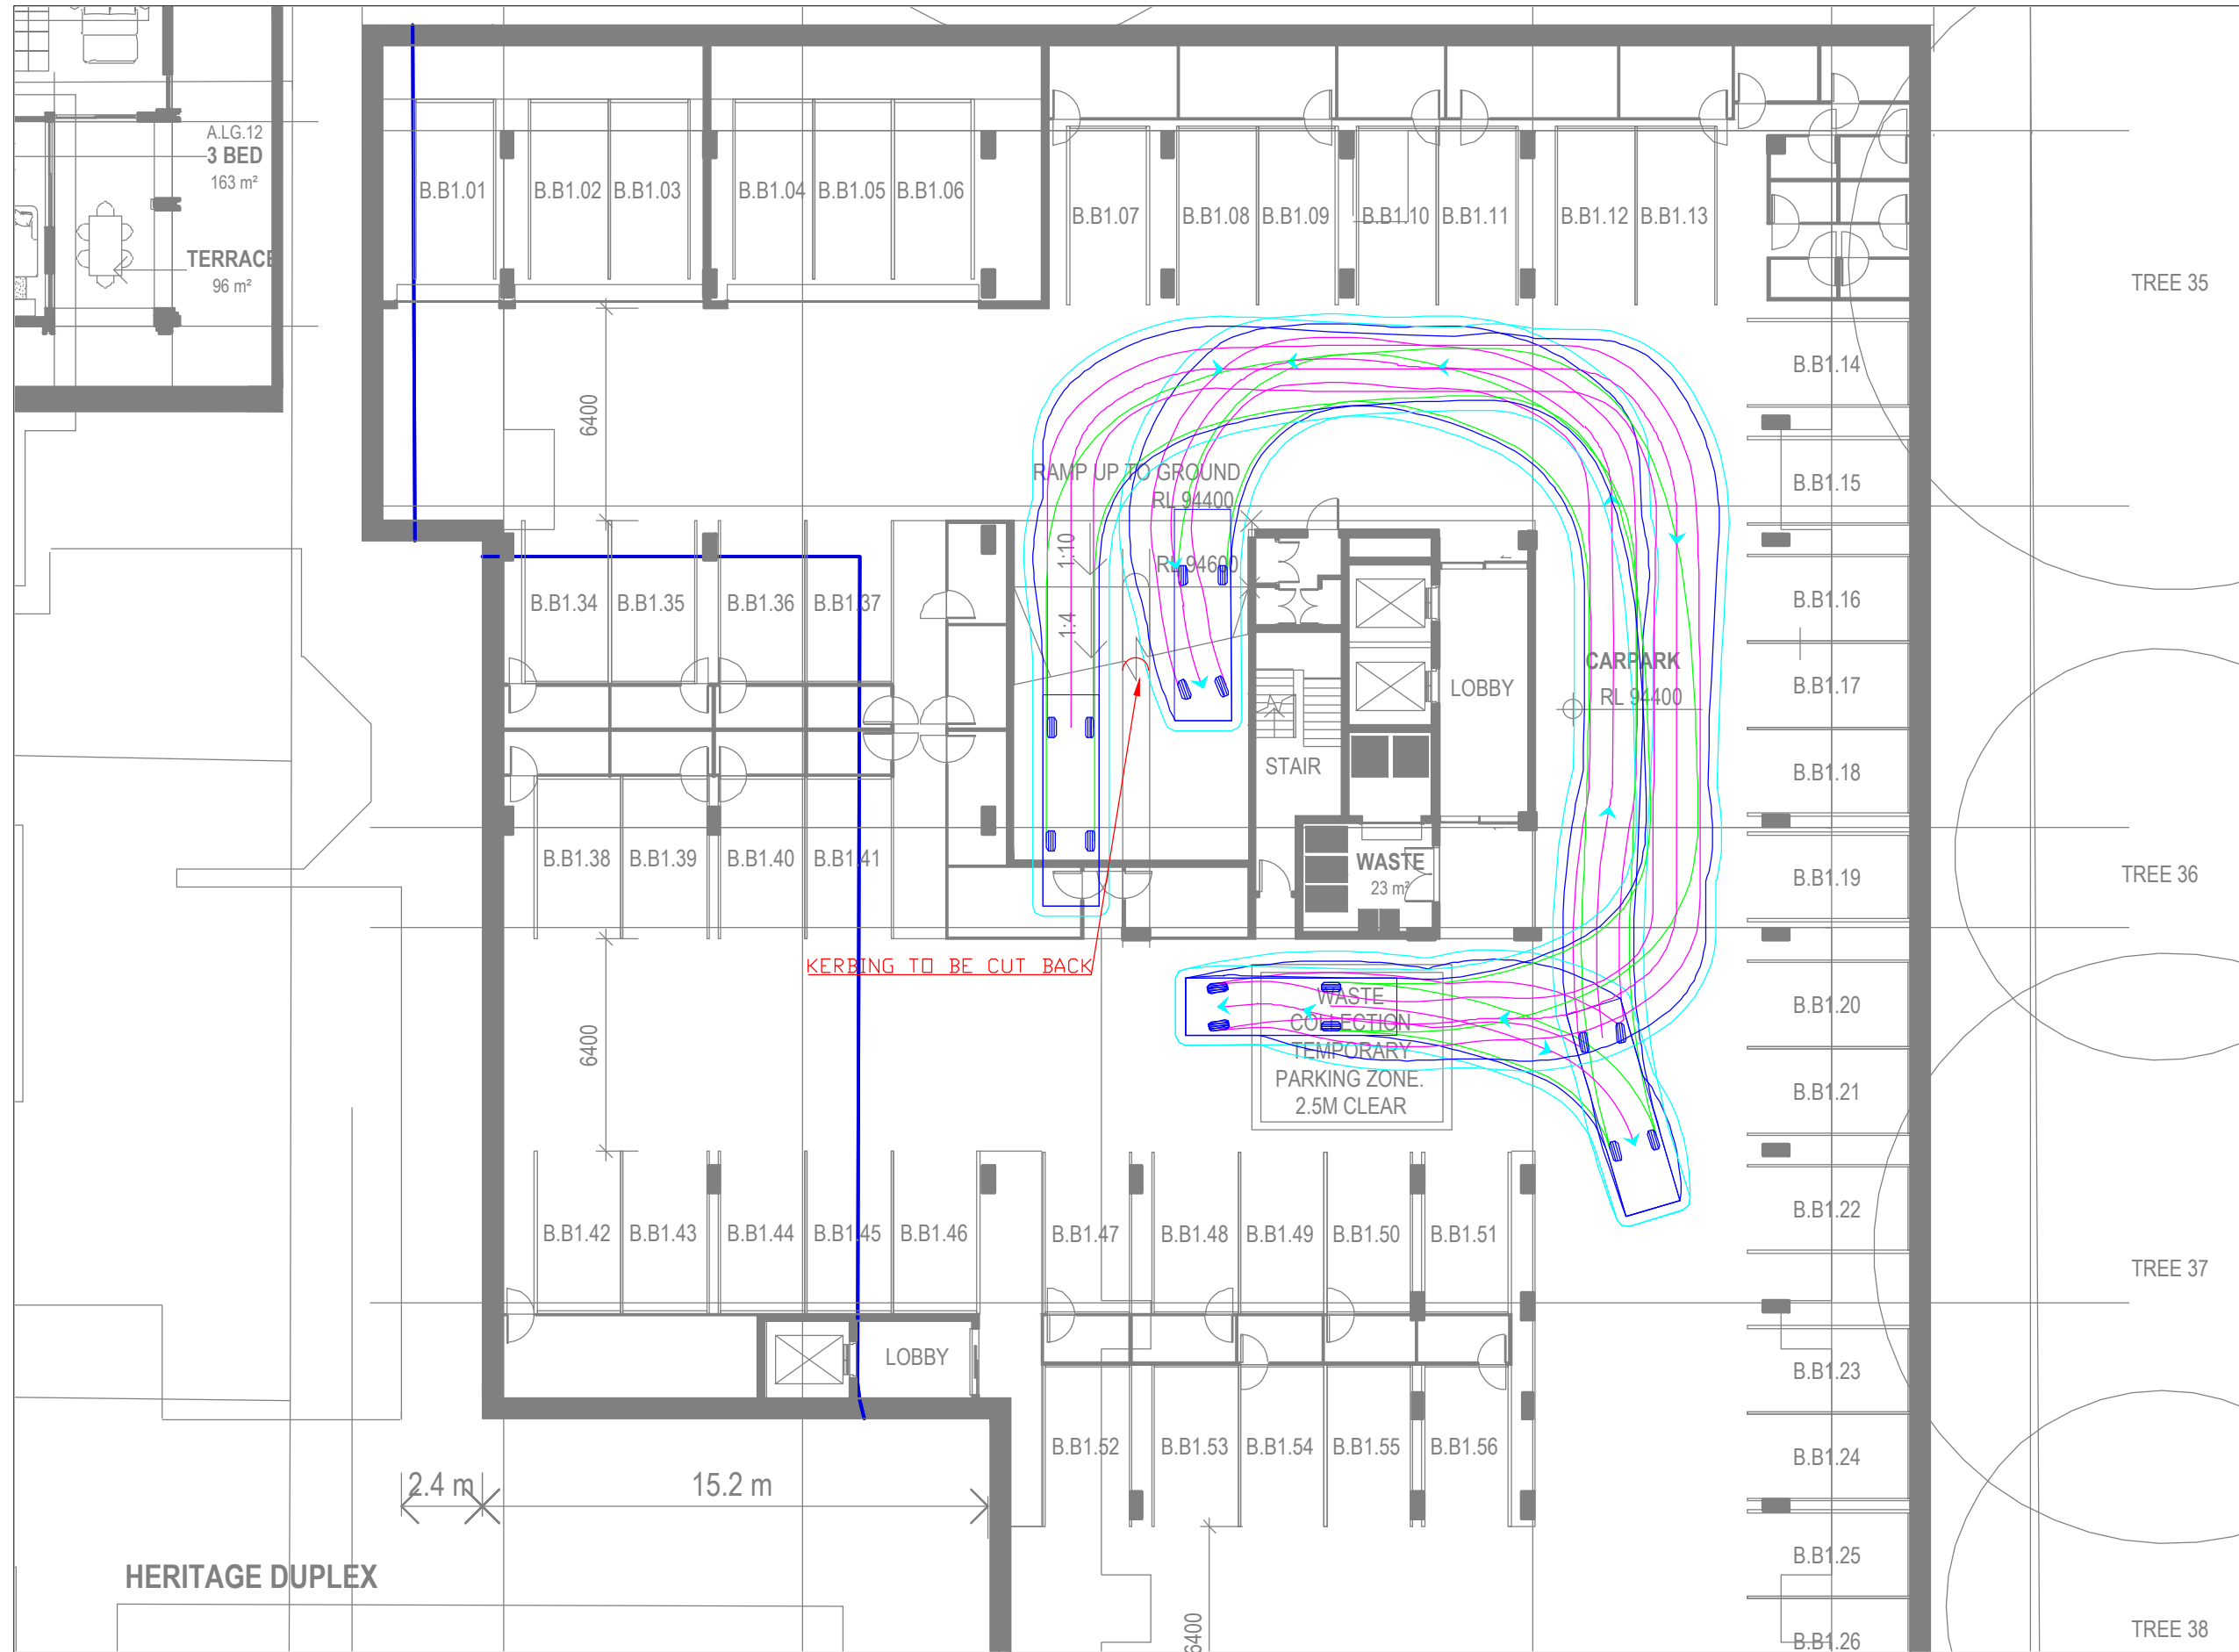 A.LG.12
3 BED
163 m²
TERRACE
96 m²
B.B1.01
B.B1.02
B.B1.03
B.B1.04
B.B1.05
B.B1.06
B.B1.07
B.B1.08
B.B1.09
B.B1.10
B.B1.11
B.B1.12
B.B1.13
TREE 35
B.B1.14
B.B1.15
B.B1.16
B.B1.17
B.B1.18
B.B1.19
B.B1.20
B.B1.21
B.B1.22
B.B1.23
B.B1.24
B.B1.25
B.B1.26
TREE 36
TREE 37
TREE 38
6400
RAMP UP TO GROUND
RL 94400
1:10
RL 94600
1:4
B.B1.34
B.B1.35
B.B1.36
B.B1.37
CARPARK
RL 94400
LOBBY
STAIR
B.B1.38
B.B1.39
B.B1.40
B.B1.41
WASTE
23 m²
KERBING TO BE CUT BACK
6400
WASTE
COLLECTION
TEMPORARY
PARKING ZONE.
2.5M CLEAR
B.B1.42
B.B1.43
B.B1.44
B.B1.45
B.B1.46
B.B1.47
B.B1.48
B.B1.49
B.B1.50
B.B1.51
LOBBY
B.B1.52
B.B1.53
B.B1.54
B.B1.55
B.B1.56
2.4 m
15.2 m
6400
HERITAGE DUPLEX